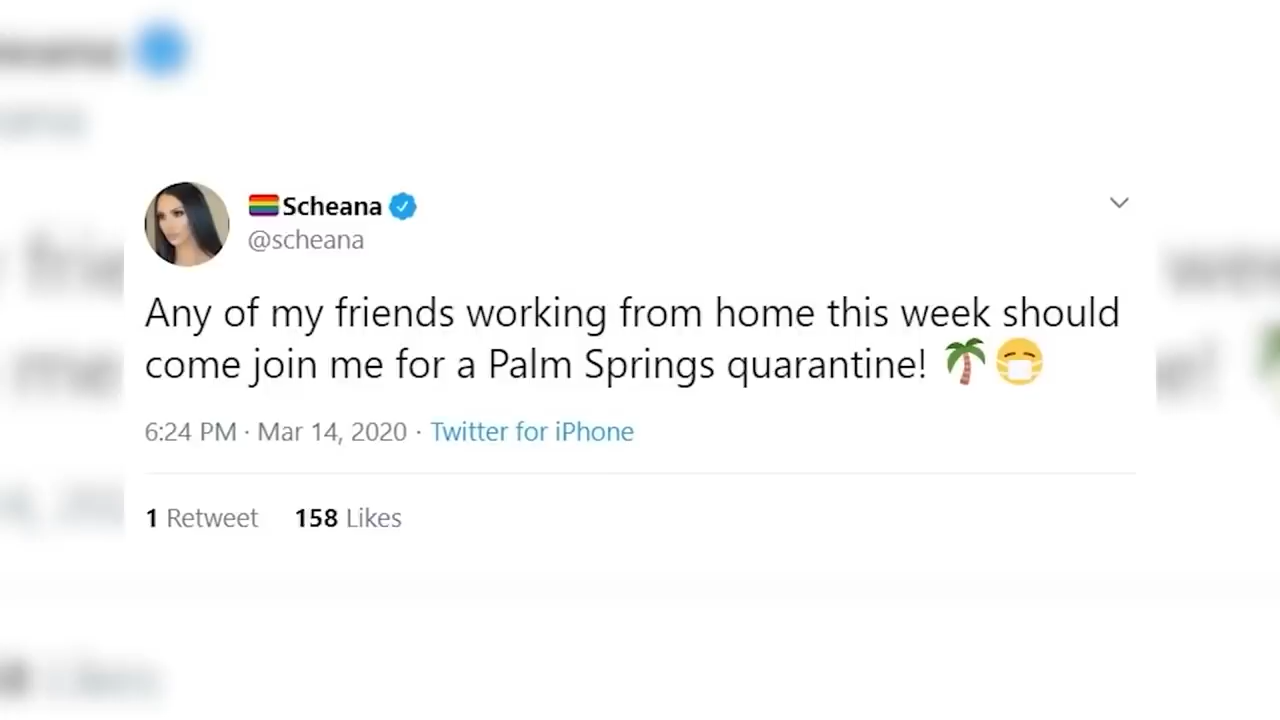 🏳️‍🌈Scheana
@scheana
Any of my friends working from home this week should
come join me for a Palm Springs quarantine! 🌴😷
6:24 PM · Mar 14, 2020 · Twitter for iPhone
1 Retweet 158 Likes